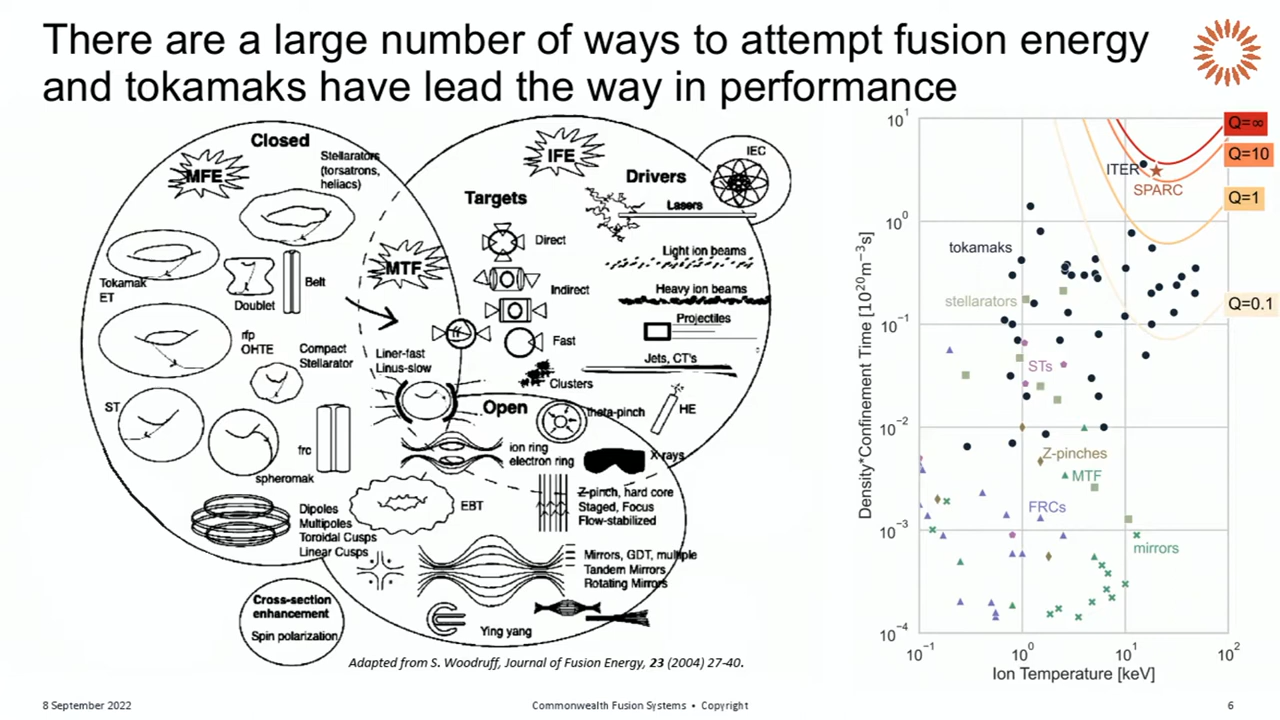 There are a large number of ways to attempt fusion energy
and tokamaks have lead the way in performance
Closed
MFE
Stellarators
(torsatrons,
heliacs)
Tokamak
ET
Doublet
Belt
rfp
OHTE
Compact
Stellarator
ST
spheromak
frc
Dipoles
Multipoles
Toroidal Cusps
Linear Cusps
MTF
Liner-fast
Linus-slow
IFE
Targets
Direct
Indirect
Fast
Clusters
Drivers
IEC
Lasers
Light ion beams
Heavy ion beams
Projectiles
Jets, CT's
HE
X rays
Open
theta-pinch
ion ring
electron ring
EBT
Z-pinch, hard core
Staged, Focus
Flow-stabilized
Mirrors, GDT, multiple
Tandem Mirrors
Rotating Mirrors
Ying yang
Cross-section
enhancement
Spin polarization
Adapted from S. Woodruff, Journal of Fusion Energy, 23 (2004) 27-40.
Density*Confinement Time [10²⁰m⁻³s]
10¹
10⁰
10⁻¹
10⁻²
10⁻³
10⁻⁴
Q=∞
Q=10
Q=1
Q=0.1
ITER
SPARC
tokamaks
stellarators
STs
Z-pinches
MTF
FRCs
mirrors
10⁻¹ 10⁰ 10¹ 10²
Ion Temperature [keV]
8 September 2022
Commonwealth Fusion Systems • Copyright
6